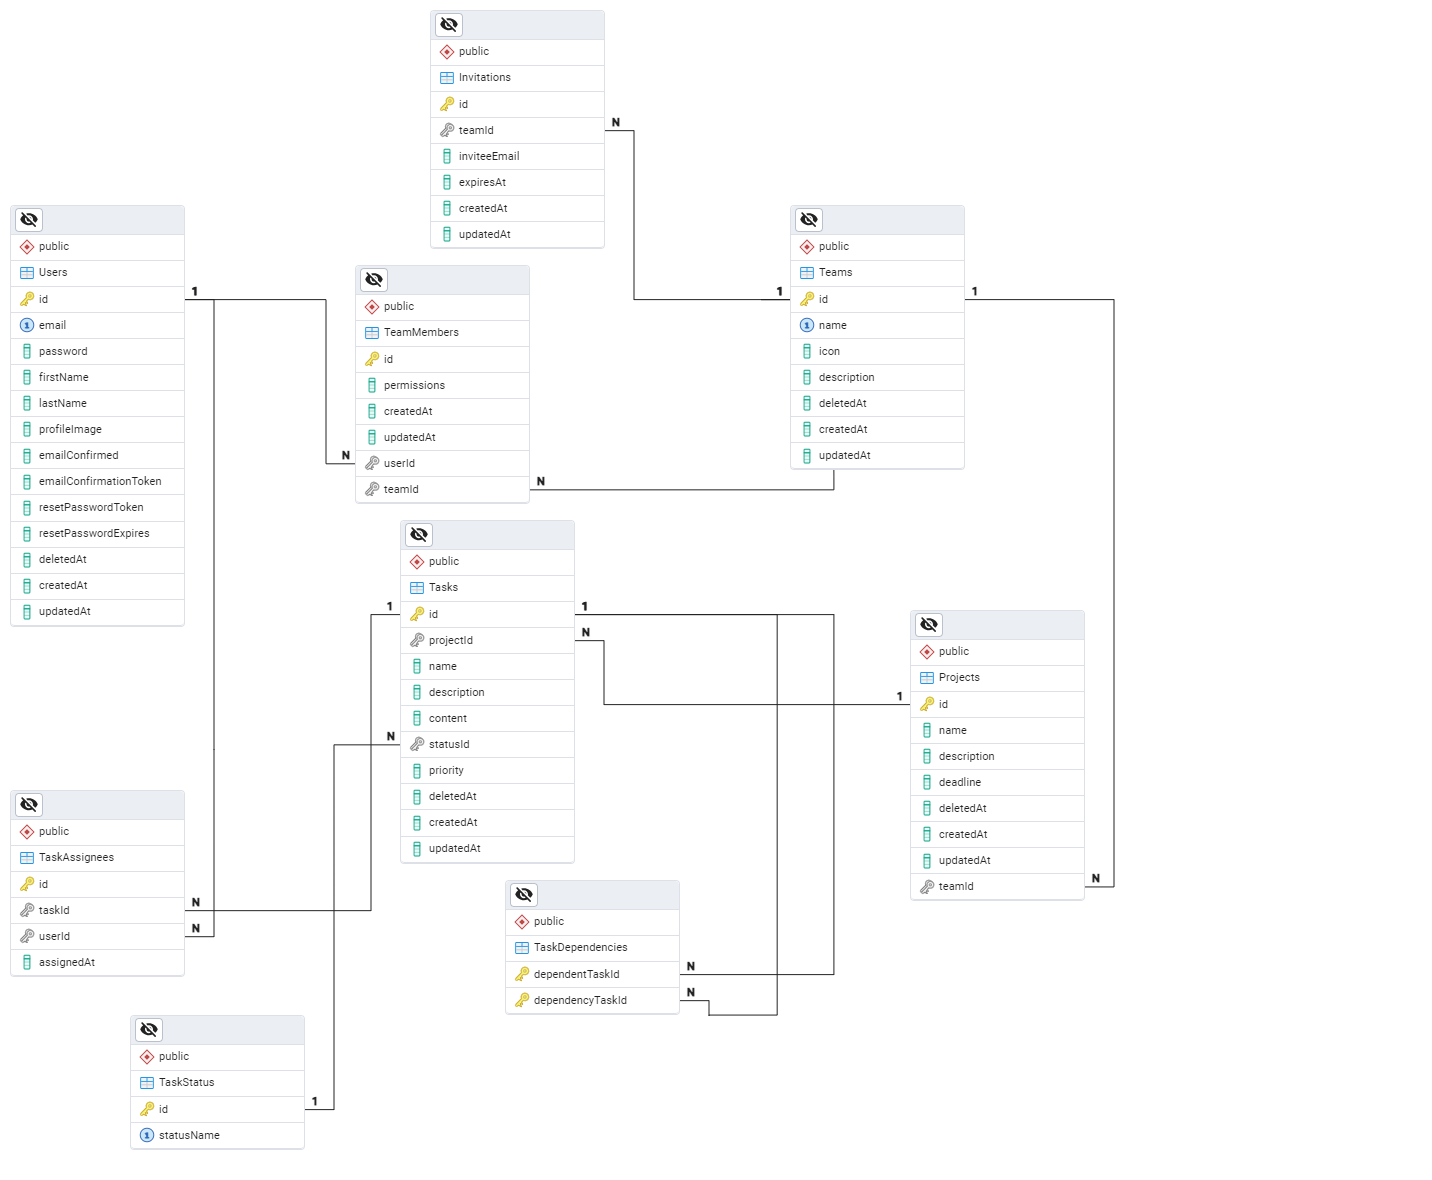 public
Invitations
id
teamId
N
inviteeEmail
expiresAt
createdAt
updatedAt
public
Users
id
1
email
1
password
firstName
lastName
profileImage
emailConfirmed
emailConfirmationToken
resetPasswordToken
resetPasswordExpires
deletedAt
createdAt
updatedAt
public
TeamMembers
id
permissions
createdAt
updatedAt
N
userId
teamId
N
public
Teams
1
id
1
1
name
icon
description
deletedAt
createdAt
updatedAt
public
Tasks
1
id
1
projectId
N
name
description
content
N
statusId
priority
deletedAt
createdAt
updatedAt
public
Projects
1
id
name
description
deadline
deletedAt
createdAt
updatedAt
teamId
N
public
TaskAssignees
id
taskId
N
userId
N
assignedAt
public
TaskDependencies
dependentTaskId
N
dependencyTaskId
N
public
TaskStatus
id
1
1
statusName